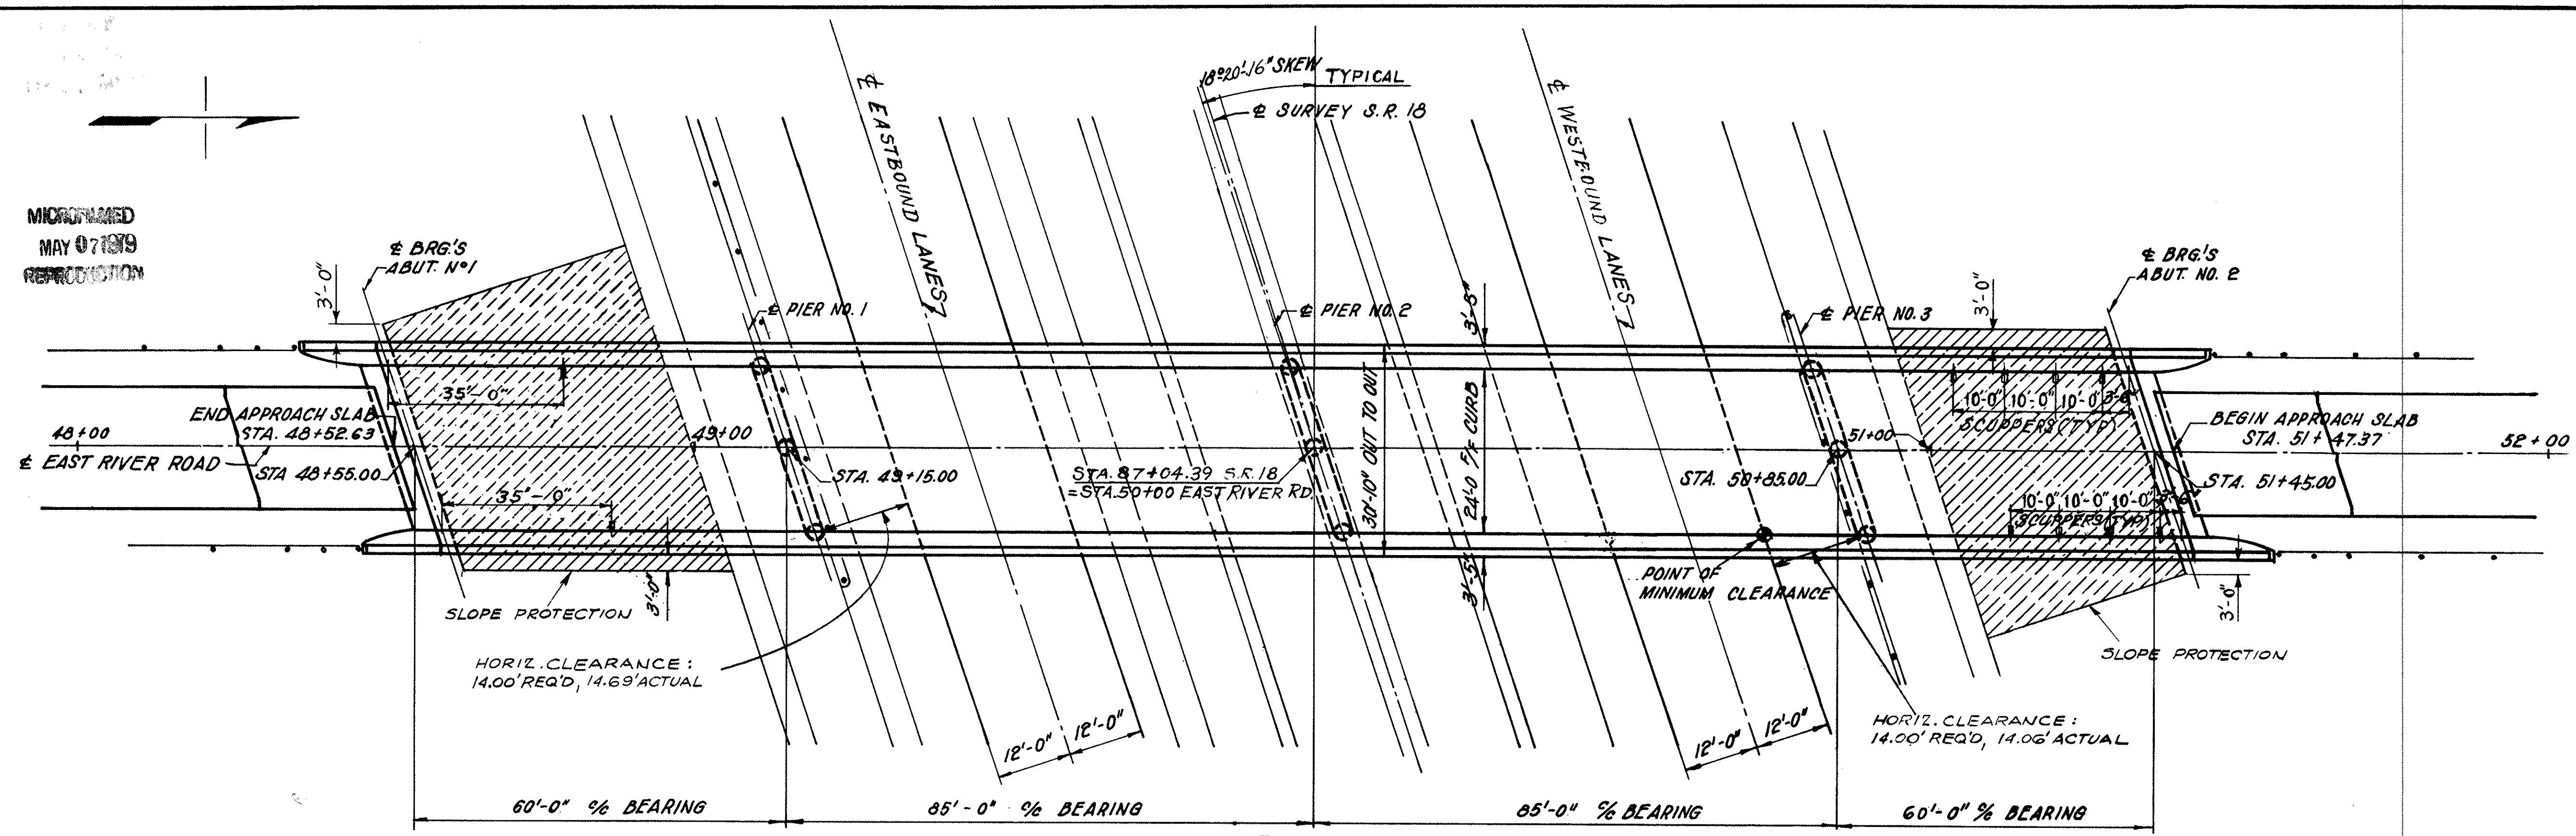 18°20'-16" SKEW TYPICAL
℄ SURVEY S.R. 18
℄ EASTBOUND LANES
℄ WESTBOUND LANES
MICROFILMED
MAY 07 1979
REPRODUCTION
℄ BRG.'S
ABUT. Nº 1
3'-0"
℄ PIER NO. 1
℄ PIER NO. 2
3'-5"
℄ PIER NO. 3
3'-0"
℄ BRG.'S
ABUT. NO. 2
35'-0"
END APPROACH SLAB
STA. 48+52.63
48+00
℄ EAST RIVER ROAD
STA 48+55.00
49+00
STA. 49+15.00
STA. 87+04.39 S.R. 18
=STA. 50+00 EAST RIVER RD.
30'-10" OUT TO OUT
24'-0 F/F CURB
STA. 50+85.00
51+00
10'-0" 10'-0" 10'-0" 3'-6"
SCUPPERS (TYP)
BEGIN APPROACH SLAB
STA. 51+47.37
52+00
STA. 51+45.00
35'-0"
10'-0" 10'-0" 10'-0" 3'-6"
SCUPPERS (TYP)
SLOPE PROTECTION
3'-0"
3'-5"
POINT OF
MINIMUM CLEARANCE
3'-0"
SLOPE PROTECTION
HORIZ. CLEARANCE:
14.00' REQ'D, 14.69' ACTUAL
12'-0" 12'-0"
12'-0" 12'-0"
HORIZ. CLEARANCE:
14.00' REQ'D, 14.06' ACTUAL
60'-0" c/c BEARING
85'-0" c/c BEARING
85'-0" c/c BEARING
60'-0" c/c BEARING